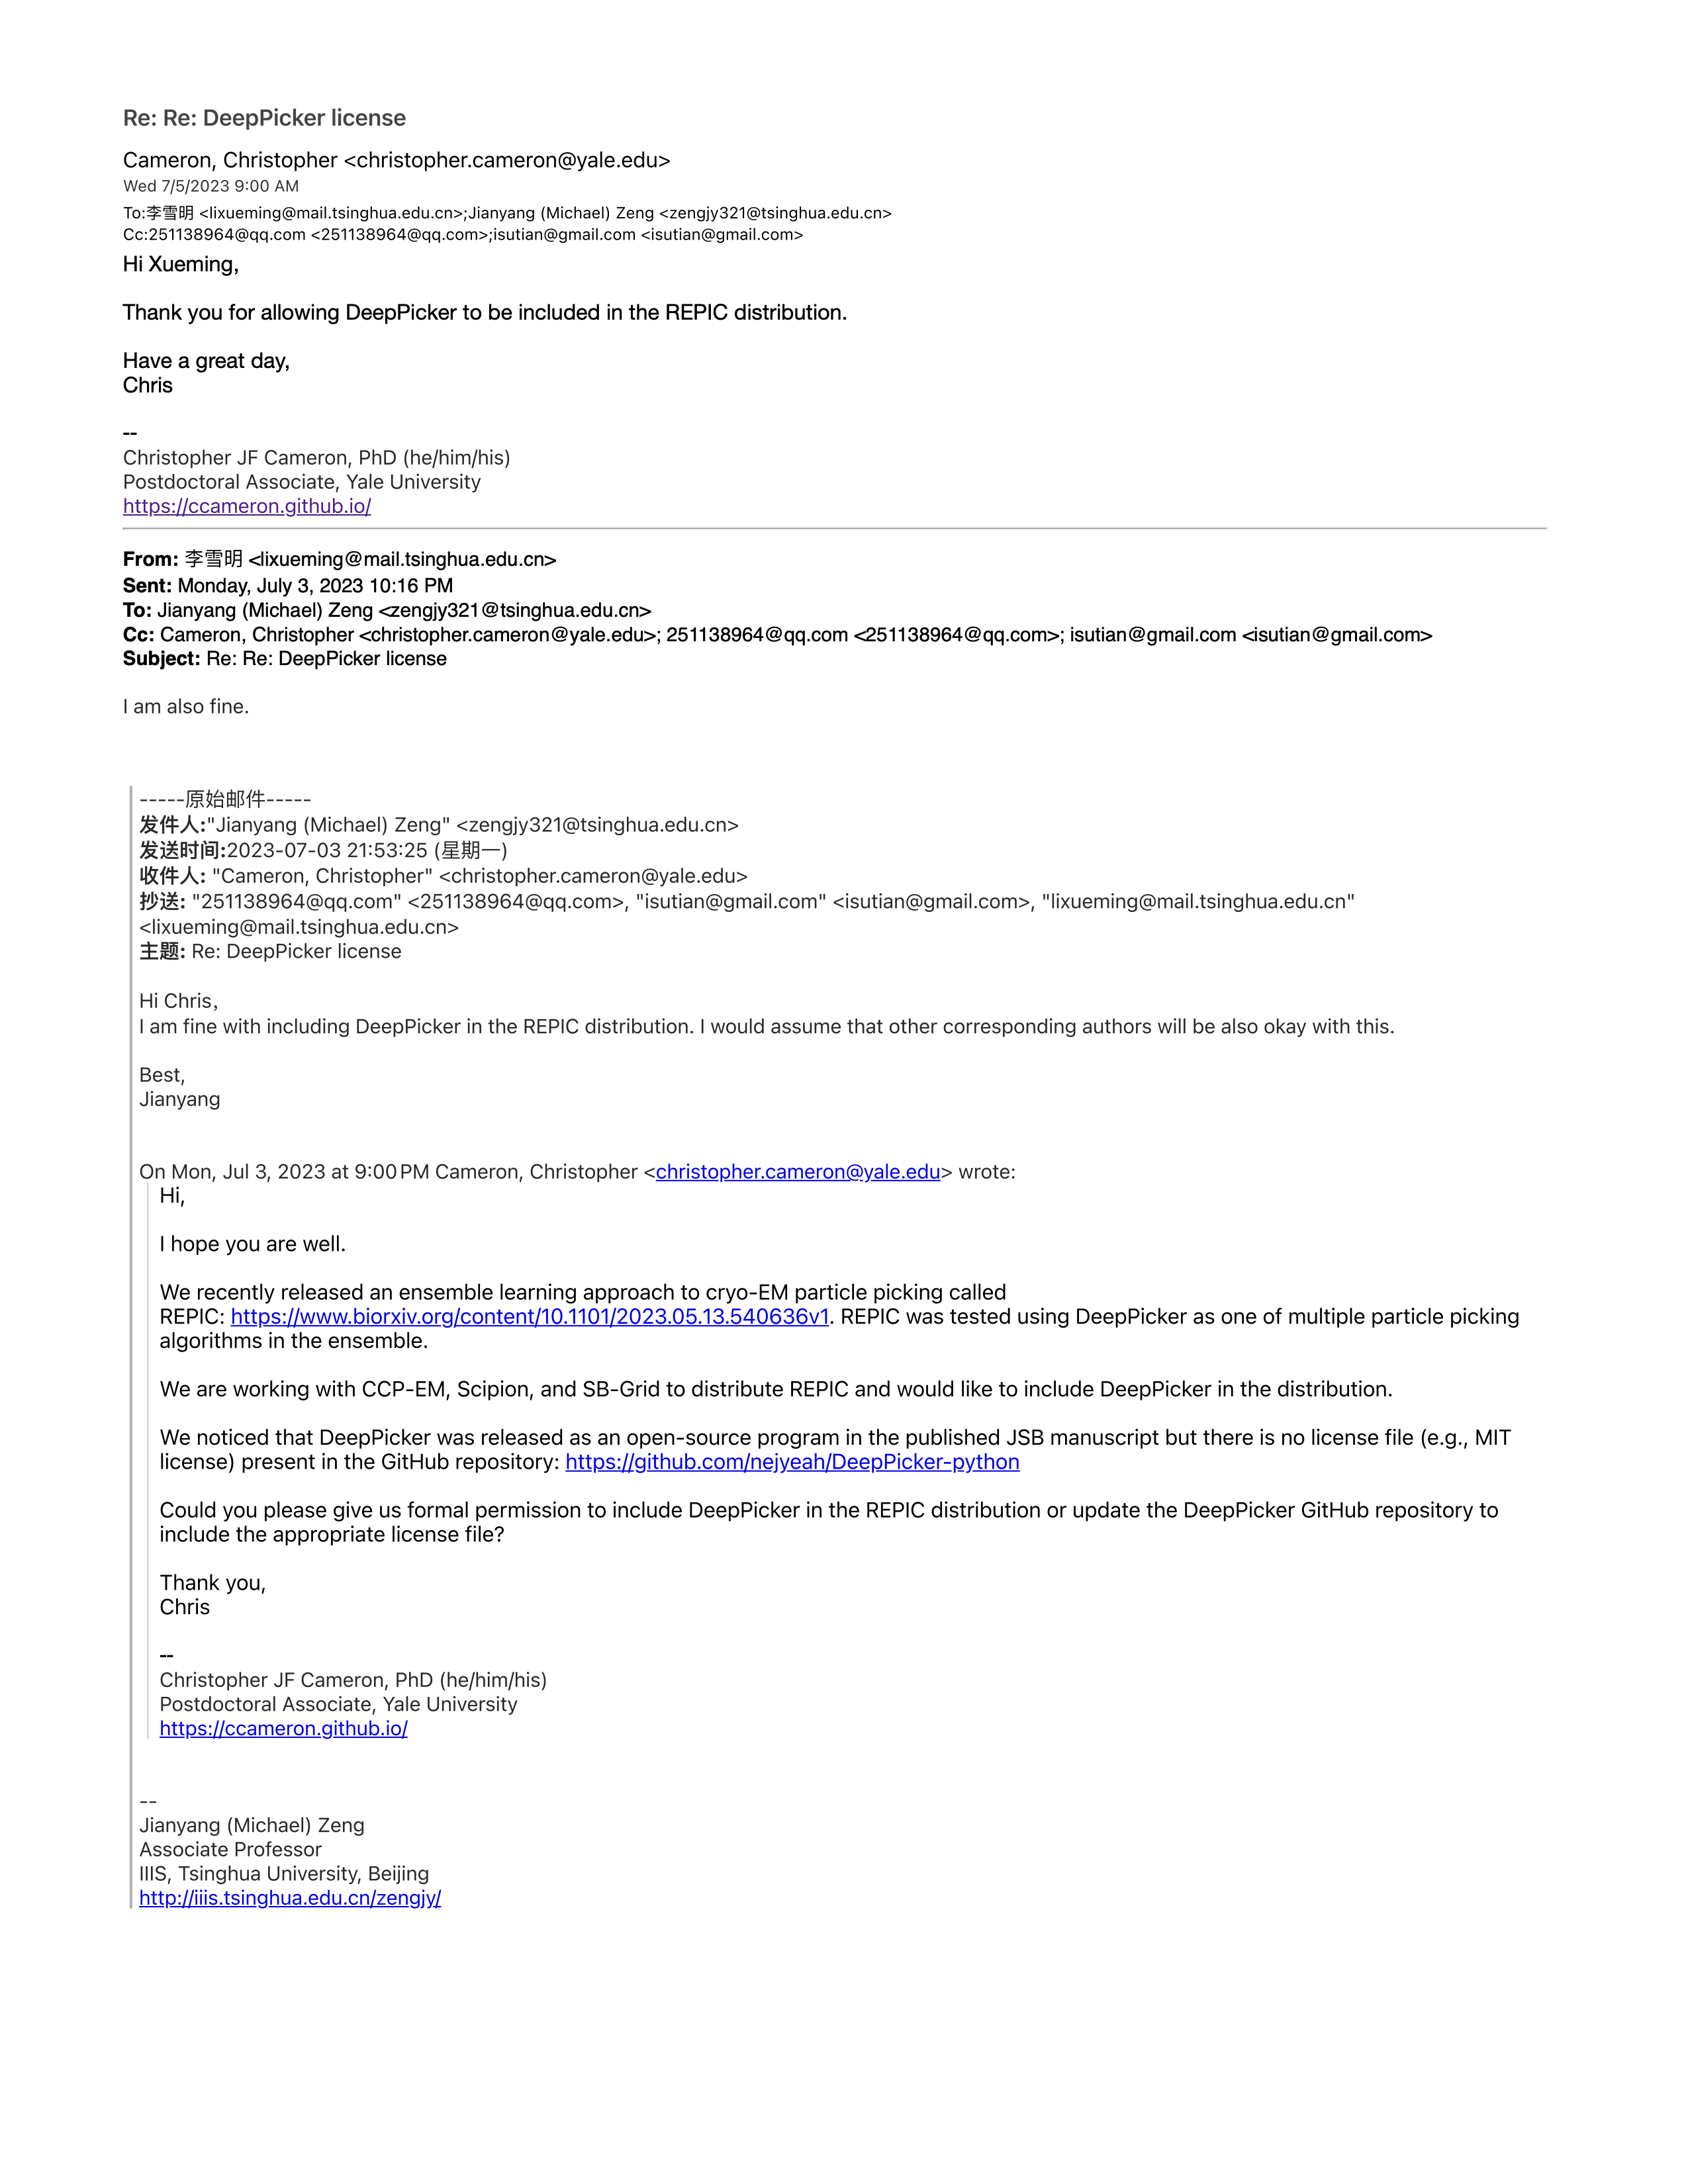 Re: Re: DeepPicker license
Cameron, Christopher <christopher.cameron@yale.edu>
Wed 7/5/2023 9:00 AM
To:李雪明 <lixueming@mail.tsinghua.edu.cn>;Jianyang (Michael) Zeng <zengjy321@tsinghua.edu.cn>
Cc:251138964@qq.com <251138964@qq.com>;isutian@gmail.com <isutian@gmail.com>
Hi Xueming,
Thank you for allowing DeepPicker to be included in the REPIC distribution.
Have a great day,
Chris
--
Christopher JF Cameron, PhD (he/him/his)
Postdoctoral Associate, Yale University
https://ccameron.github.io/
From: 李雪明 <lixueming@mail.tsinghua.edu.cn>
Sent: Monday, July 3, 2023 10:16 PM
To: Jianyang (Michael) Zeng <zengjy321@tsinghua.edu.cn>
Cc: Cameron, Christopher <christopher.cameron@yale.edu>; 251138964@qq.com <251138964@qq.com>; isutian@gmail.com <isutian@gmail.com>
Subject: Re: Re: DeepPicker license
I am also fine.
-----原始邮件-----
发件人:"Jianyang (Michael) Zeng" <zengjy321@tsinghua.edu.cn>
发送时间:2023-07-03 21:53:25 (星期一)
收件人: "Cameron, Christopher" <christopher.cameron@yale.edu>
抄送: "251138964@qq.com" <251138964@qq.com>, "isutian@gmail.com" <isutian@gmail.com>, "lixueming@mail.tsinghua.edu.cn"
<lixueming@mail.tsinghua.edu.cn>
主题: Re: DeepPicker license
Hi Chris，
I am fine with including DeepPicker in the REPIC distribution. I would assume that other corresponding authors will be also okay with this.
Best,
Jianyang
On Mon, Jul 3, 2023 at 9:00 PM Cameron, Christopher <christopher.cameron@yale.edu> wrote:
Hi,
I hope you are well.
We recently released an ensemble learning approach to cryo-EM particle picking called
REPIC: https://www.biorxiv.org/content/10.1101/2023.05.13.540636v1. REPIC was tested using DeepPicker as one of multiple particle picking
algorithms in the ensemble.
We are working with CCP-EM, Scipion, and SB-Grid to distribute REPIC and would like to include DeepPicker in the distribution.
We noticed that DeepPicker was released as an open-source program in the published JSB manuscript but there is no license file (e.g., MIT
license) present in the GitHub repository: https://github.com/nejyeah/DeepPicker-python
Could you please give us formal permission to include DeepPicker in the REPIC distribution or update the DeepPicker GitHub repository to
include the appropriate license file?
Thank you,
Chris
--
Christopher JF Cameron, PhD (he/him/his)
Postdoctoral Associate, Yale University
https://ccameron.github.io/
--
Jianyang (Michael) Zeng
Associate Professor
IIIS, Tsinghua University, Beijing
http://iiis.tsinghua.edu.cn/zengjy/